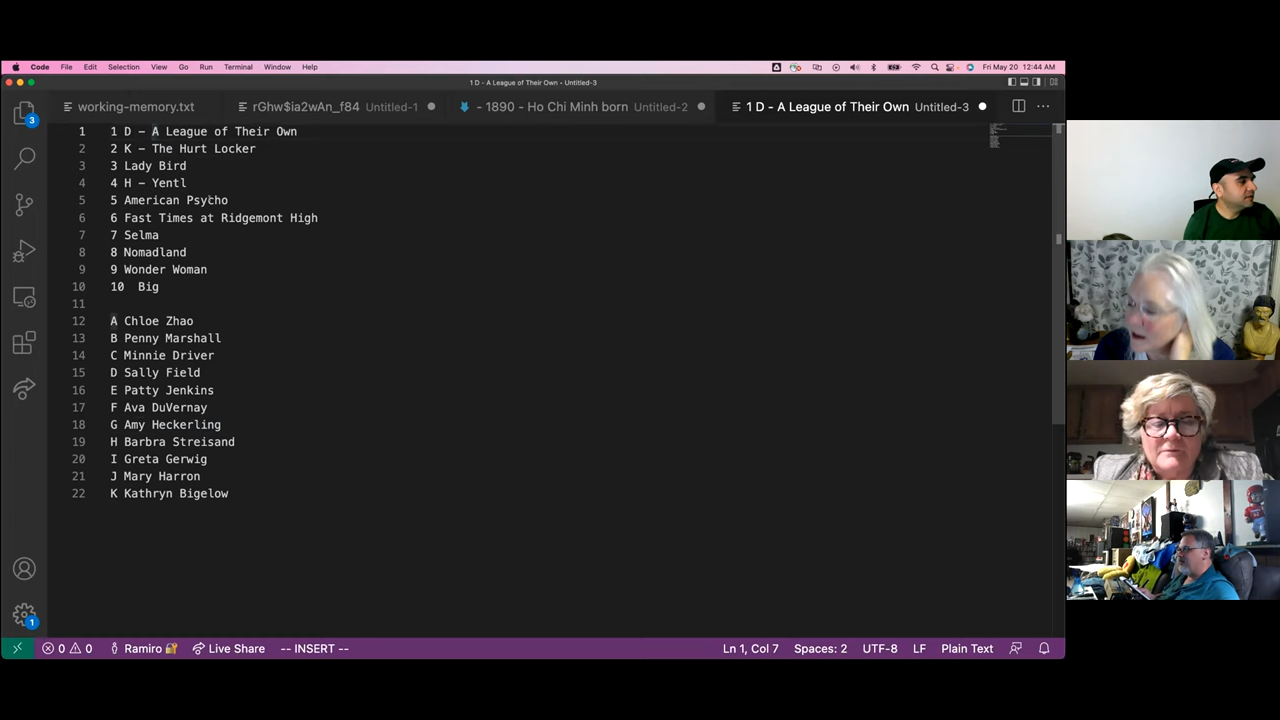 Code File Edit Selection View Go Run Terminal Window Help Fri May 20 12:44 AM
1 D - A League of Their Own - Untitled-3
working-memory.txt rGhw$ia2wAn_f84 Untitled-1 - 1890 - Ho Chi Minh born Untitled-2 1 D - A League of Their Own Untitled-3
1 1 D - A League of Their Own
2 2 K - The Hurt Locker
3 3 Lady Bird
4 4 H - Yentl
5 5 American Psycho
6 6 Fast Times at Ridgemont High
7 7 Selma
8 8 Nomadland
9 9 Wonder Woman
10 10  Big
11
12 A Chloe Zhao
13 B Penny Marshall
14 C Minnie Driver
15 D Sally Field
16 E Patty Jenkins
17 F Ava DuVernay
18 G Amy Heckerling
19 H Barbra Streisand
20 I Greta Gerwig
21 J Mary Harron
22 K Kathryn Bigelow
3
1
0 0 Ramiro Live Share -- INSERT -- Ln 1, Col 7 Spaces: 2 UTF-8 LF Plain Text